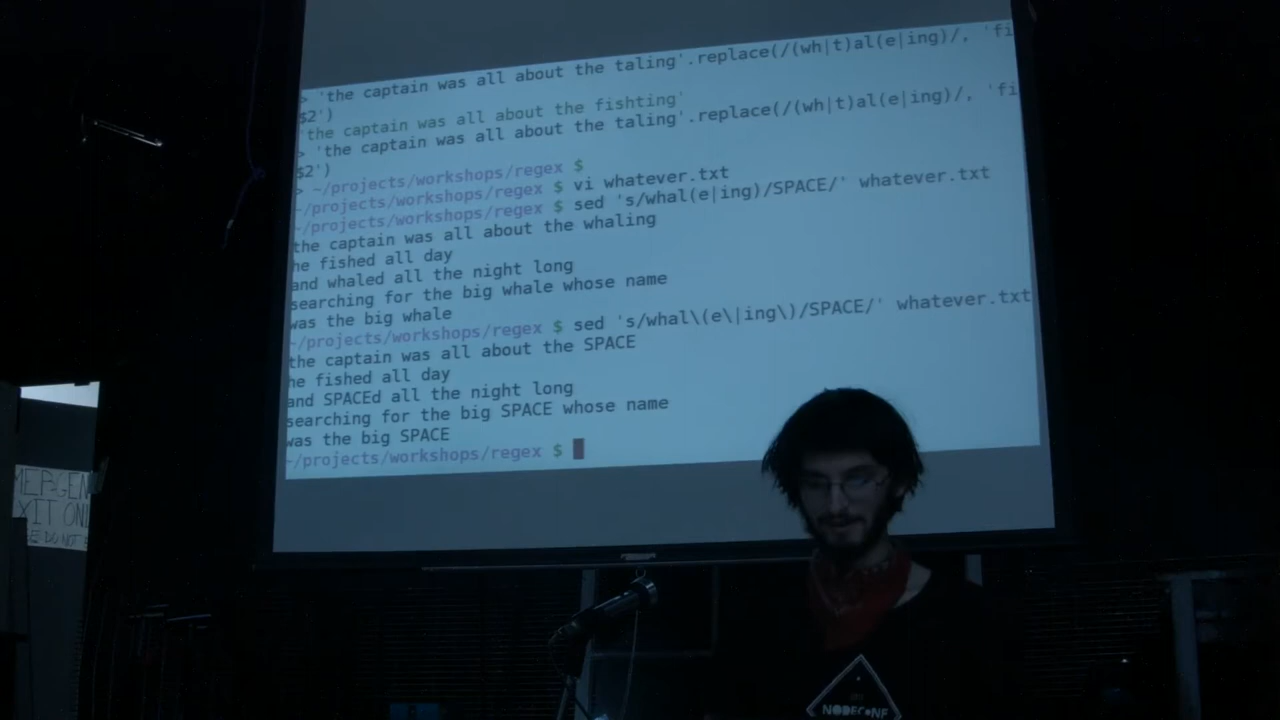 > 'the captain was all about the taling'.replace(/(wh|t)al(e|ing)/, 'fi
$2')
'the captain was all about the fishting'
> 'the captain was all about the taling'.replace(/(wh|t)al(e|ing)/, 'fi
$2')
> ~/projects/workshops/regex $
~/projects/workshops/regex $ vi whatever.txt
~/projects/workshops/regex $ sed 's/whal(e|ing)/SPACE/' whatever.txt
the captain was all about the whaling
he fished all day
and whaled all the night long
searching for the big whale whose name
was the big whale
~/projects/workshops/regex $ sed 's/whal\(e\|ing\)/SPACE/' whatever.txt
the captain was all about the SPACE
he fished all day
and SPACEd all the night long
searching for the big SPACE whose name
was the big SPACE
~/projects/workshops/regex $
MERGEN
XIT ONL
SE DO NOT
NODECONF